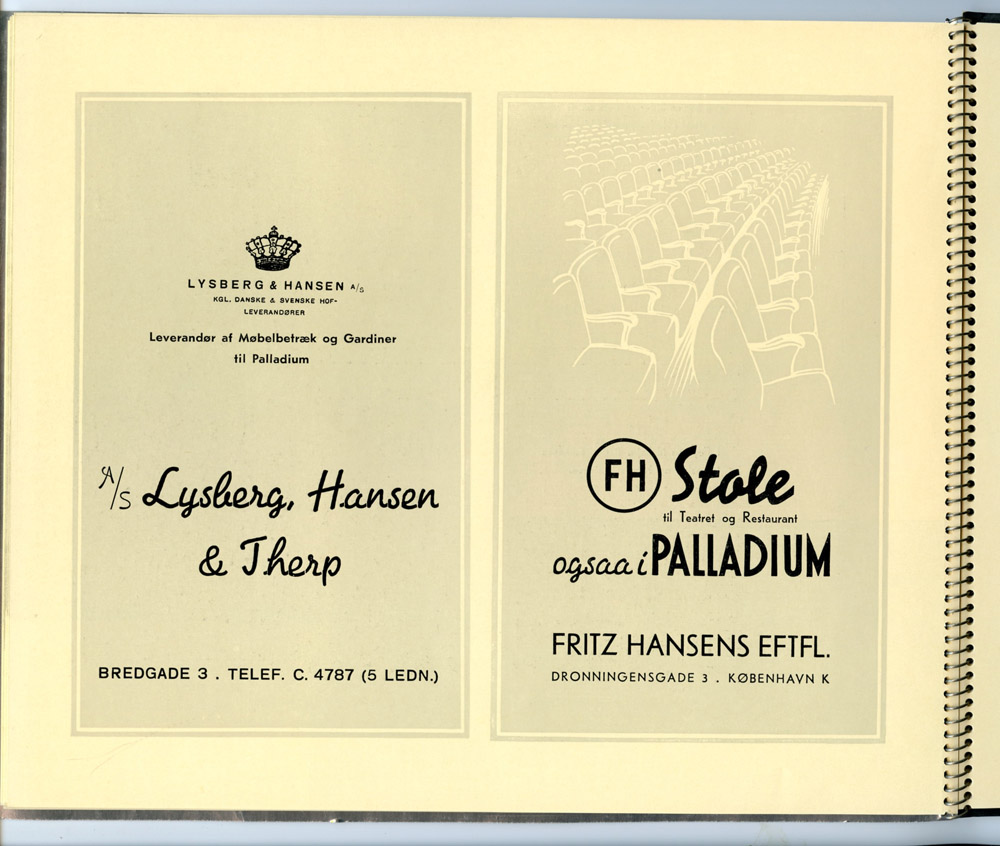 LYSBERG & HANSEN A/S
KGL. DANSKE & SVENSKE HOF-
LEVERANDØRER
Leverandør af Møbelbetræk og Gardiner
til Palladium
A/S Lysberg, Hansen
& Therp
BREDGADE 3 . TELEF. C. 4787 (5 LEDN.)
FH Stole
til Teatret og Restaurant
ogsaa i PALLADIUM
FRITZ HANSENS EFTFL.
DRONNINGENSGADE 3 . KØBENHAVN K